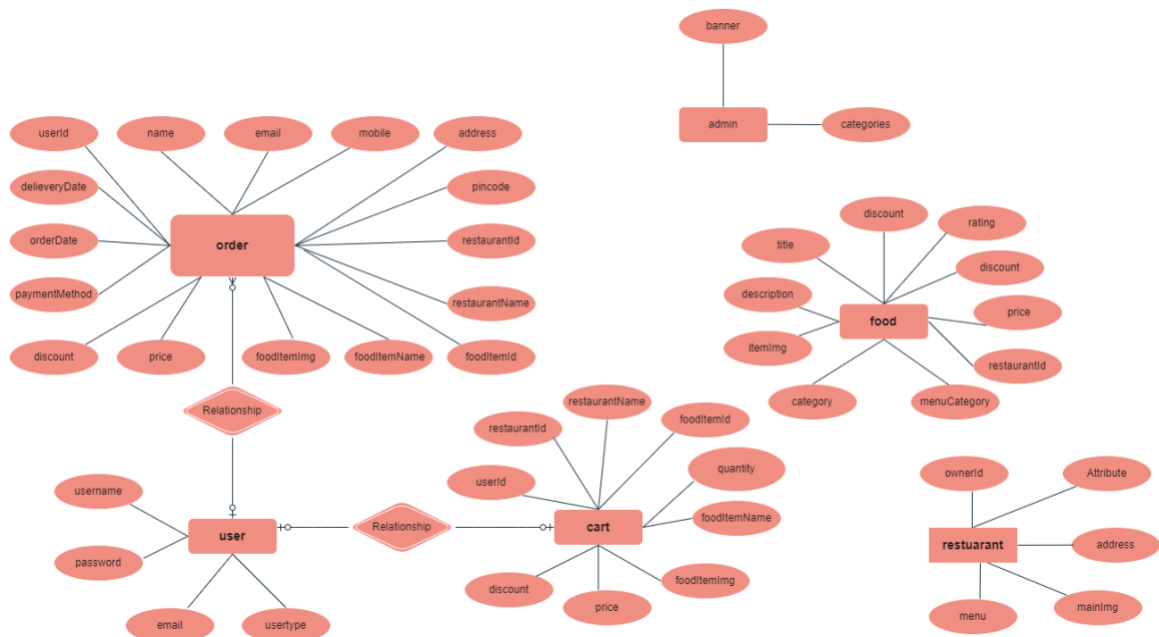 banner
admin
categories
userId
name
email
mobile
address
delieveryDate
pincode
order
orderDate
restaurantId
paymentMethod
restaurantName
discount
price
foodItemImg
foodItemName
foodItemId
Relationship
discount
rating
title
discount
description
food
price
itemImg
restaurantId
category
menuCategory
restaurantName
restaurantId
foodItemId
userId
quantity
foodItemName
username
user
Relationship
cart
password
foodItemImg
discount
price
email
usertype
ownerId
Attribute
restuarant
address
menu
mainImg